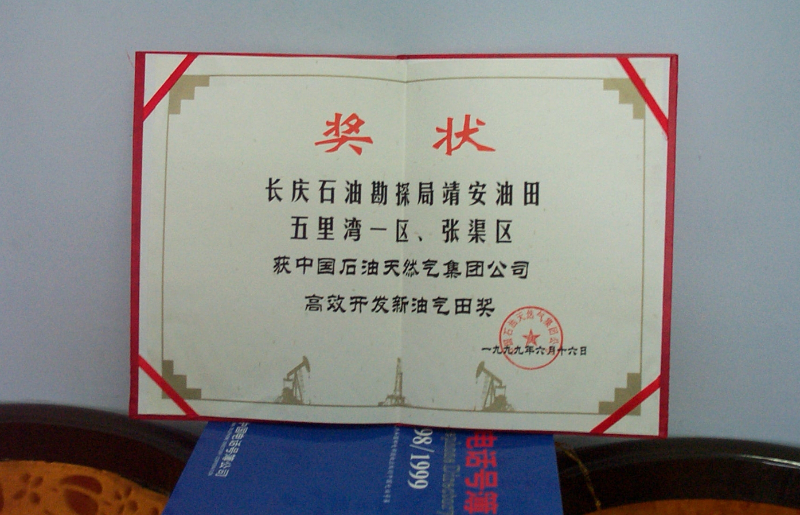 奖状
长庆石油勘探局靖安油田
五里湾一区、张渠区
获中国石油天然气集团公司
高效开发新油气田奖
一九九九年六月十六日
电话号簿
98/1999